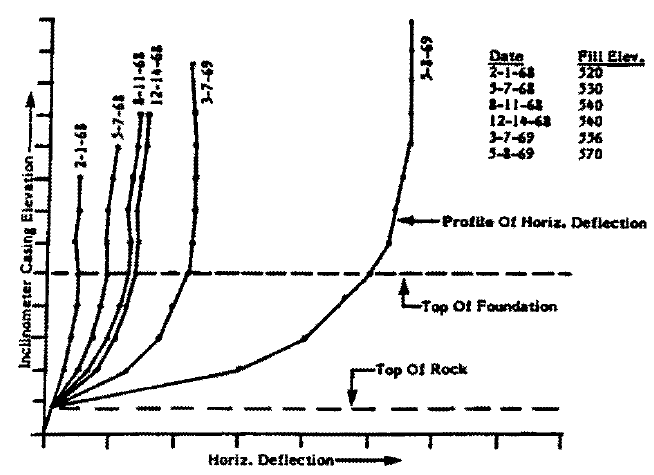 2-1-68
5-7-68
8-11-68
12-14-68
3-7-69
5-8-69
Date Fill Elev.
2-1-68 520
5-7-68 530
8-11-68 540
12-14-68 540
3-7-69 556
5-8-69 570
Inclinometer Casing Elevation
Profile Of Horiz. Deflection
Top Of Foundation
Top Of Rock
Horiz. Deflection